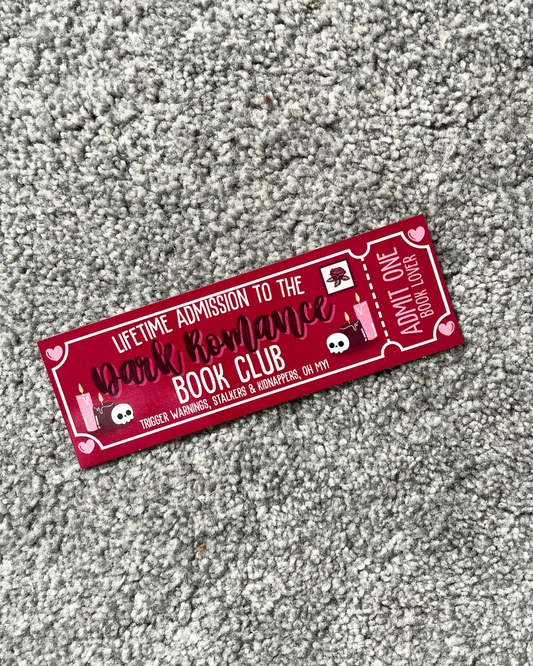 LIFETIME ADMISSION TO THE
Dark Romance
BOOK CLUB
TRIGGER WARNINGS, STALKERS & KIDNAPPERS, OH MY!
ADMIT ONE
BOOK LOVER